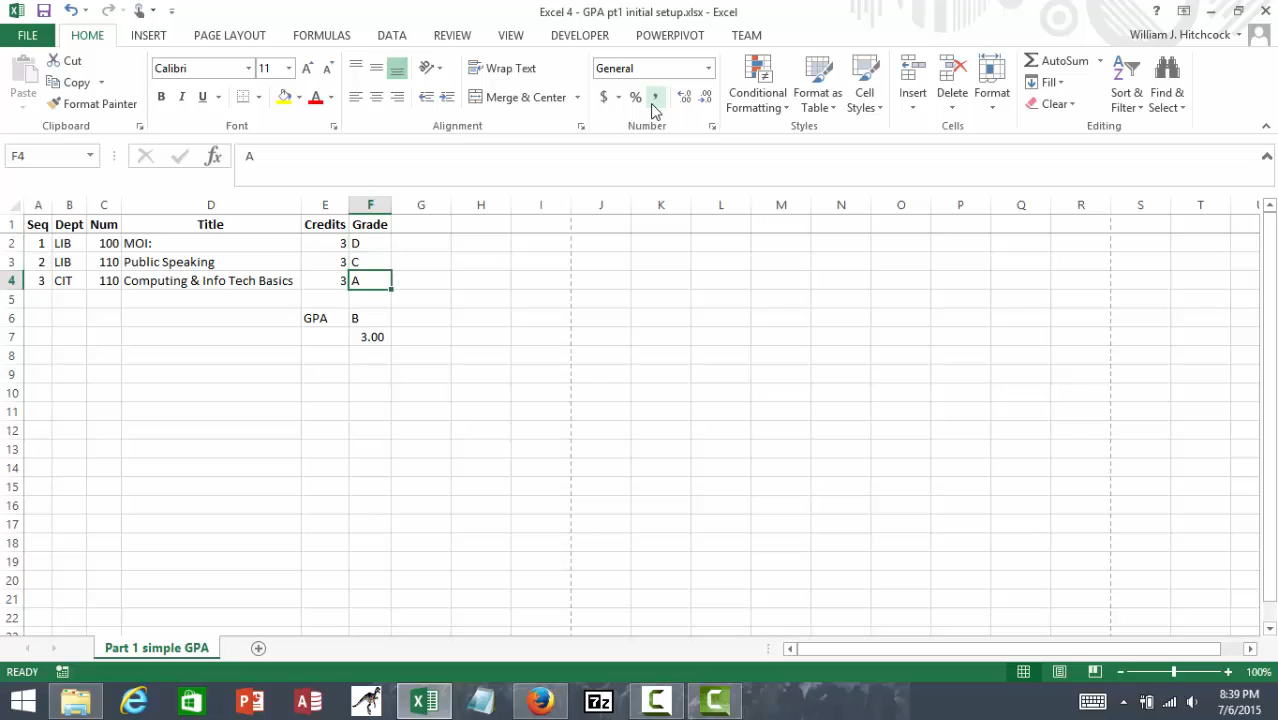 Excel 4 - GPA pt1 initial setup.xlsx - Excel
FILE HOME INSERT PAGE LAYOUT FORMULAS DATA REVIEW VIEW DEVELOPER POWERPIVOT TEAM William J. Hitchcock
Paste
Cut
Copy
Format Painter
Clipboard
Calibri 11
B I U
Font
Wrap Text
Merge & Center
Alignment
General
$ % ,
Number
Conditional Formatting
Format as Table
Cell Styles
Styles
Insert
Delete
Format
Cells
AutoSum
Fill
Clear
Sort & Filter
Find & Select
Editing
F4 fx A
A B C D E F G H I J K L M N O P Q R S T U
1 Seq Dept Num Title Credits Grade
2 1 LIB 100 MOI: 3 D
3 2 LIB 110 Public Speaking 3 C
4 3 CIT 110 Computing & Info Tech Basics 3 A
5
6 GPA B
7 3.00
8
9
10
11
12
13
14
15
16
17
18
19
20
21
22
23
Part 1 simple GPA
READY 100%
8:39 PM
7/6/2015